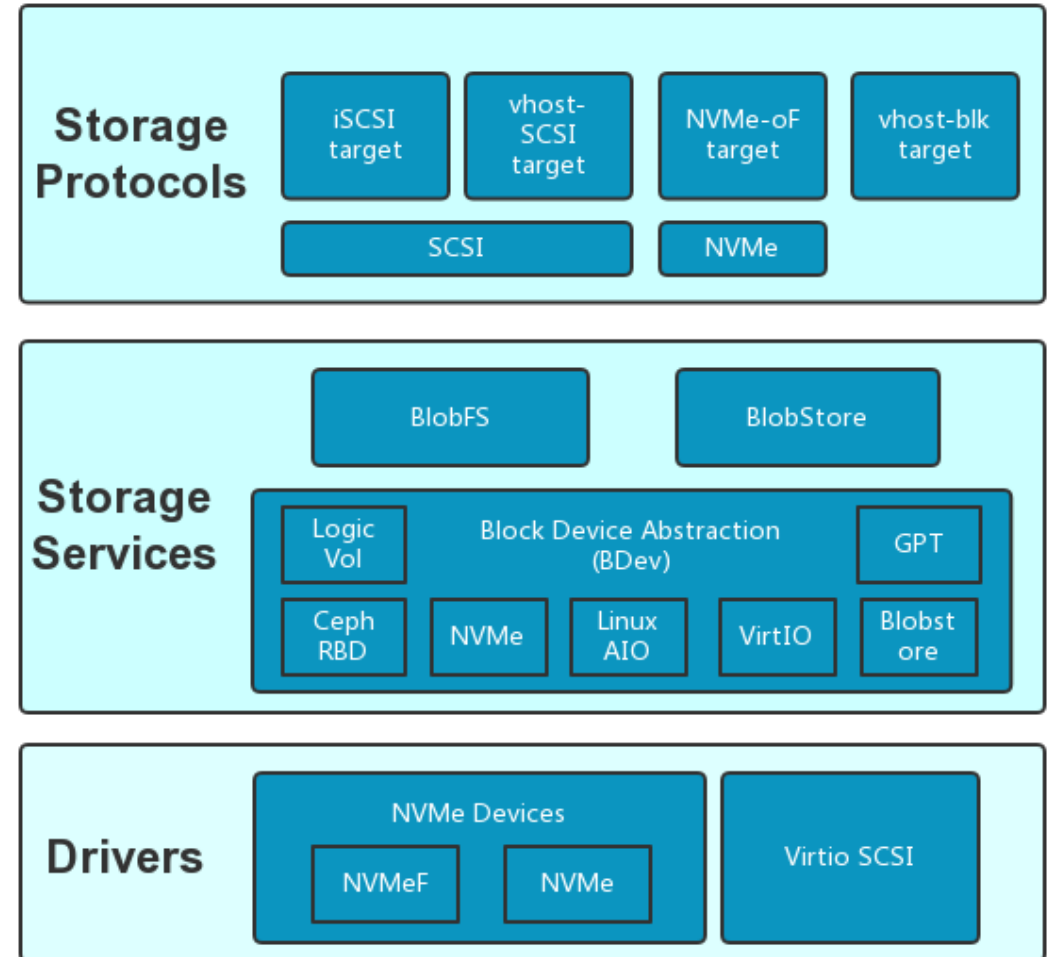 Storage
Protocols
iSCSI
target
vhost-
SCSI
target
NVMe-oF
target
vhost-blk
target
SCSI
NVMe
Storage
Services
BlobFS
BlobStore
Logic
Vol
Block Device Abstraction
(BDev)
GPT
Ceph
RBD
NVMe
Linux
AIO
VirtIO
Blobst
ore
Drivers
NVMe Devices
NVMeF
NVMe
Virtio SCSI